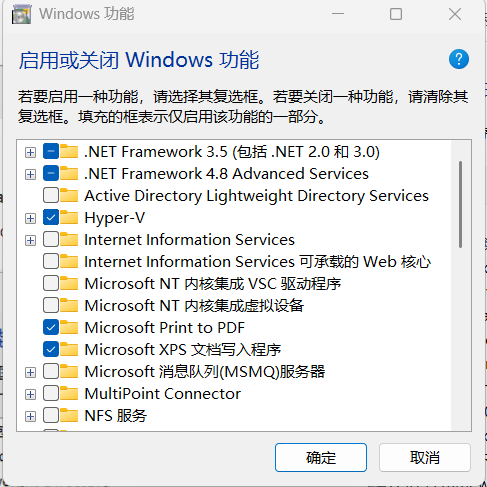 Windows 功能
启用或关闭 Windows 功能
若要启用一种功能，请选择其复选框。若要关闭一种功能，请清除其
复选框。填充的框表示仅启用该功能的一部分。
.NET Framework 3.5 (包括 .NET 2.0 和 3.0)
.NET Framework 4.8 Advanced Services
Active Directory Lightweight Directory Services
Hyper-V
Internet Information Services
Internet Information Services 可承载的 Web 核心
Microsoft NT 内核集成 VSC 驱动程序
Microsoft NT 内核集成虚拟设备
Microsoft Print to PDF
Microsoft XPS 文档写入程序
Microsoft 消息队列(MSMQ)服务器
MultiPoint Connector
NFS 服务
确定
取消